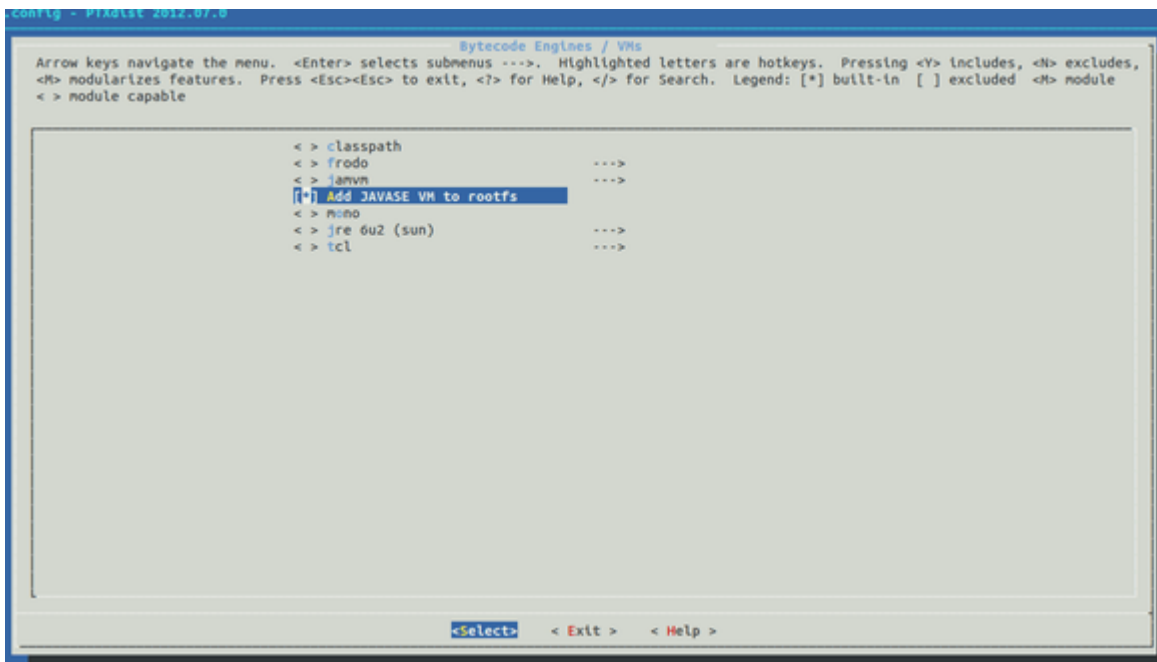 .config - PTXdist 2012.07.0
Bytecode Engines / VMs
Arrow keys navigate the menu. <Enter> selects submenus --->. Highlighted letters are hotkeys. Pressing <Y> includes, <N> excludes,
<M> modularizes features. Press <Esc><Esc> to exit, <?> for Help, </> for Search. Legend: [*] built-in [ ] excluded <M> module
< > module capable
< > classpath
< > frodo --->
< > jamvm --->
[*] Add JAVASE VM to rootfs
< > mono
< > jre 6u2 (sun) --->
< > tcl --->
<Select> < Exit > < Help >